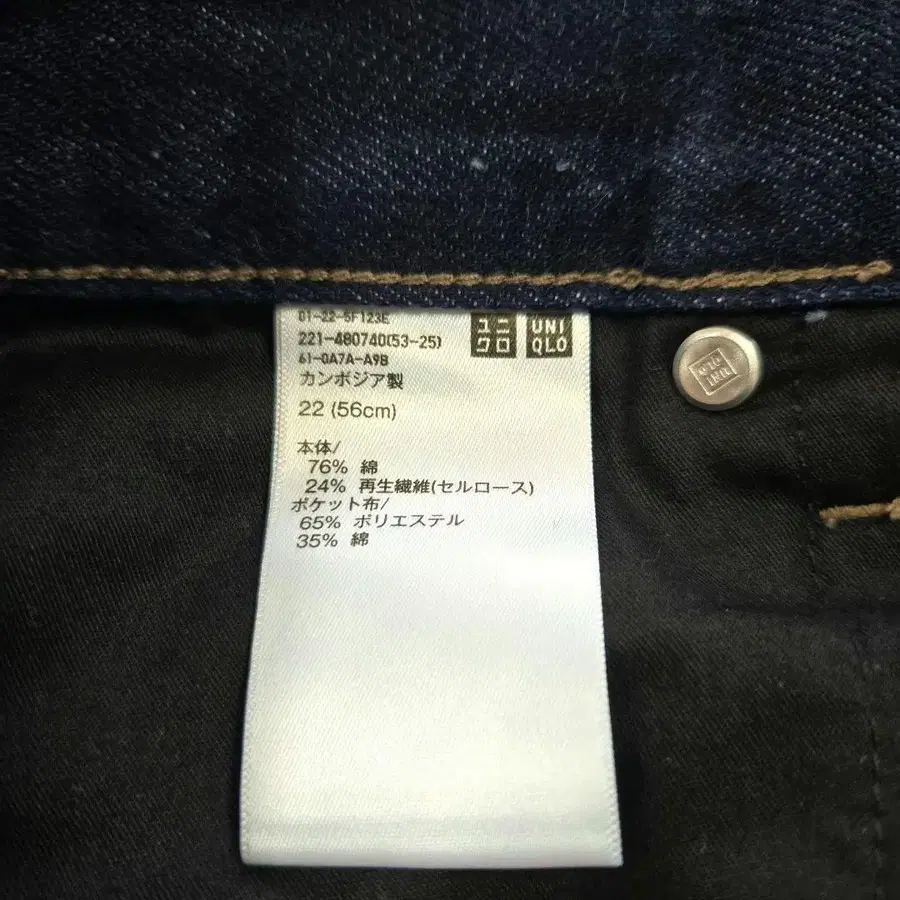 01-22-5F123E
221-480740(53-25)
61-0A7A-A9B
ユニ
クロ
UNI
QLO
カンボジア製
22 (56cm)
本体/
76% 綿
24% 再生繊維(セルロース)
ポケット布/
65% ポリエステル
35% 綿
UNI
QLO